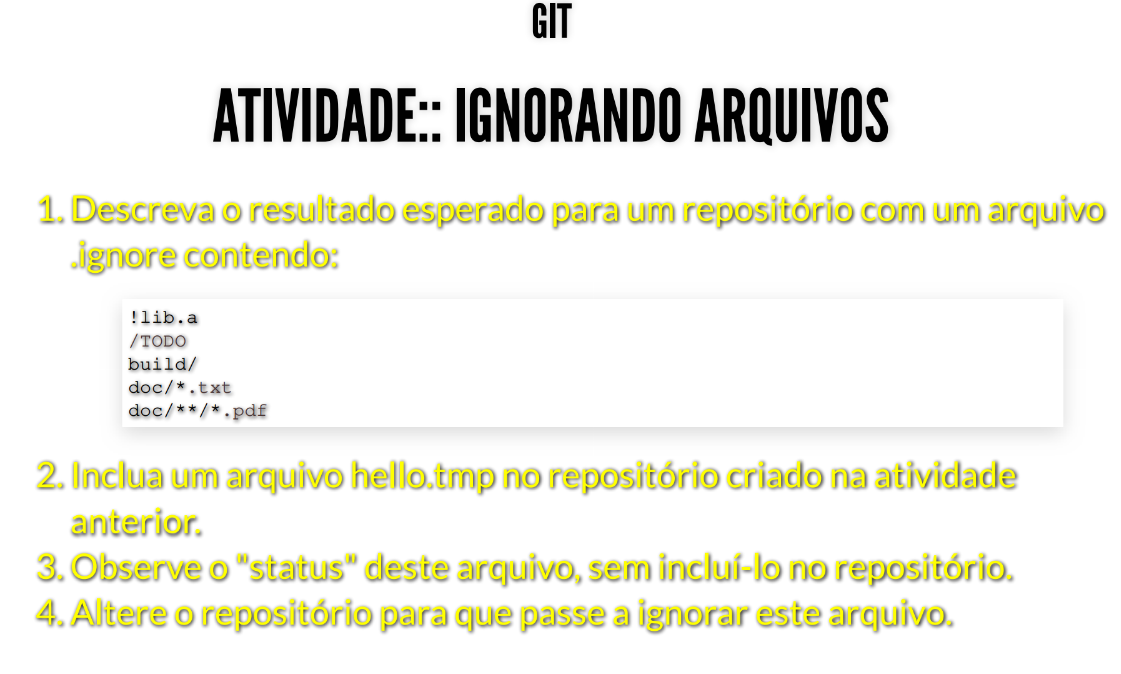 GIT
ATIVIDADE:: IGNORANDO ARQUIVOS
1. Descreva o resultado esperado para um repositório com um arquivo
.ignore contendo:
!lib.a
/TODO
build/
doc/*.txt
doc/**/*.pdf
2. Inclua um arquivo hello.tmp no repositório criado na atividade
anterior.
3. Observe o "status" deste arquivo, sem incluí-lo no repositório.
4. Altere o repositório para que passe a ignorar este arquivo.